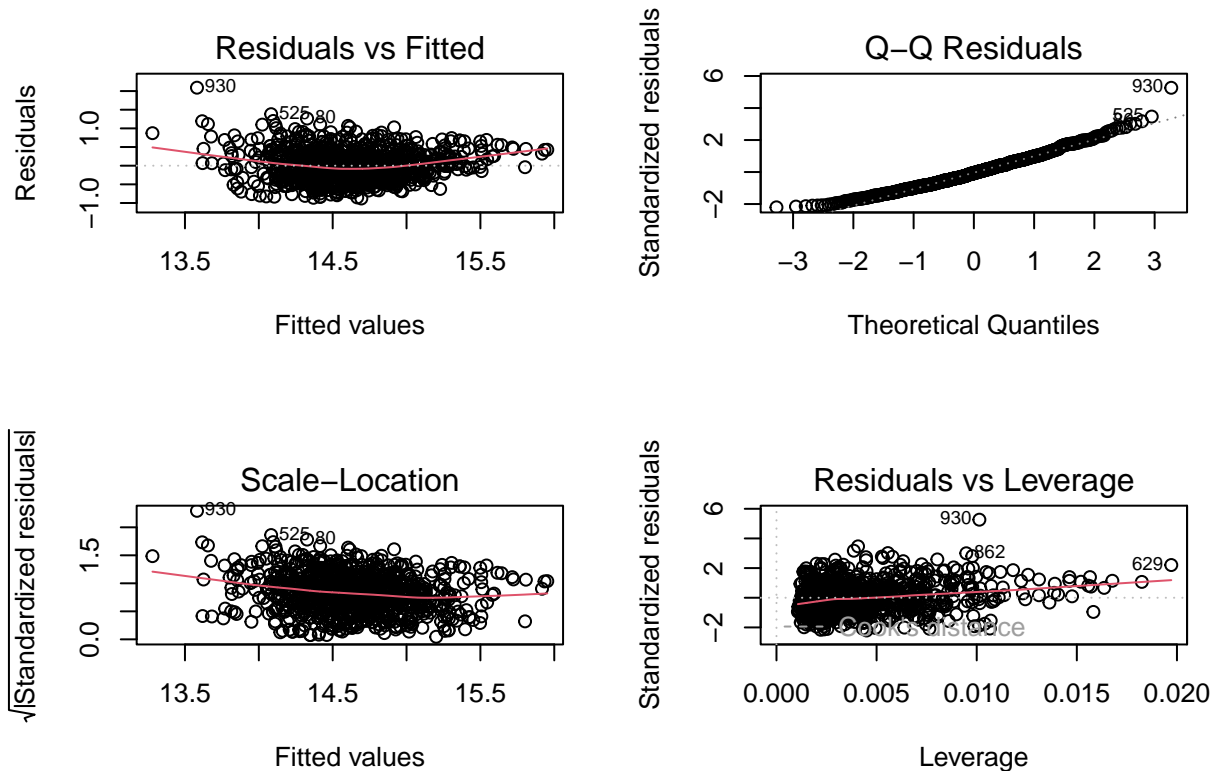 Residuals vs Fitted
Residuals
1.0
−1.0
930
525
80
13.5 14.5 15.5
Fitted values
Q−Q Residuals
Standardized residuals
6
2
−2
930
525
−3 −2 −1 0 1 2 3
Theoretical Quantiles
Scale−Location
√|Standardized residuals|
1.5
0.0
930
525
80
13.5 14.5 15.5
Fitted values
Residuals vs Leverage
Standardized residuals
6
2
−2
930
862
629
Cook's distance
0.000 0.005 0.010 0.015 0.020
Leverage